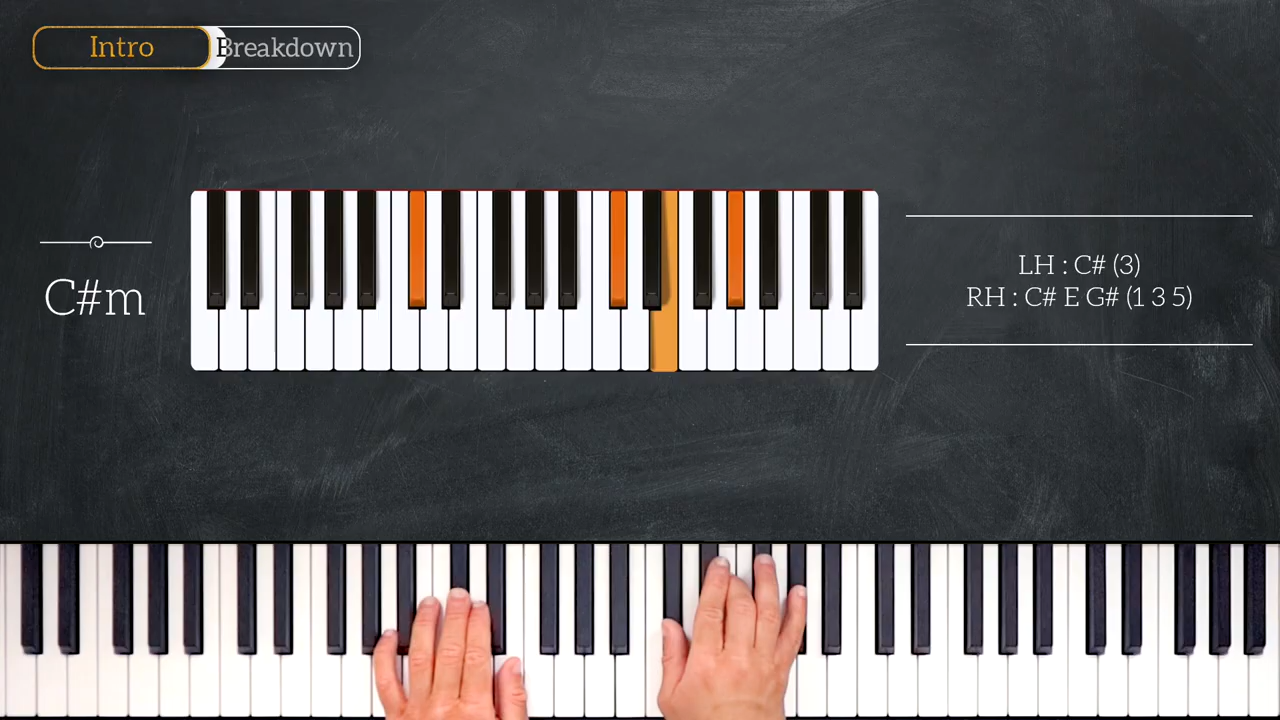 Intro
Breakdown
C#m
LH : C# (3)
RH : C# E G# (1 3 5)